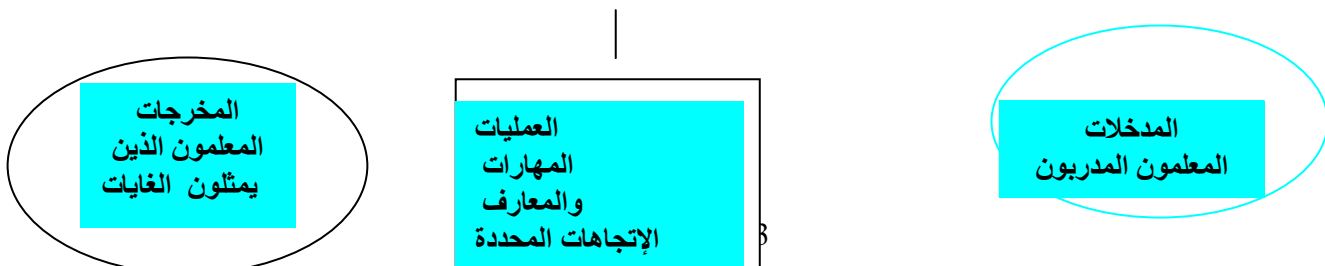 المدخلات
المعلمون المدربون
العمليات
المهارات
والمعارف
الإتجاهات المحددة
المخرجات
المعلمون الذين
يمثلون الغايات